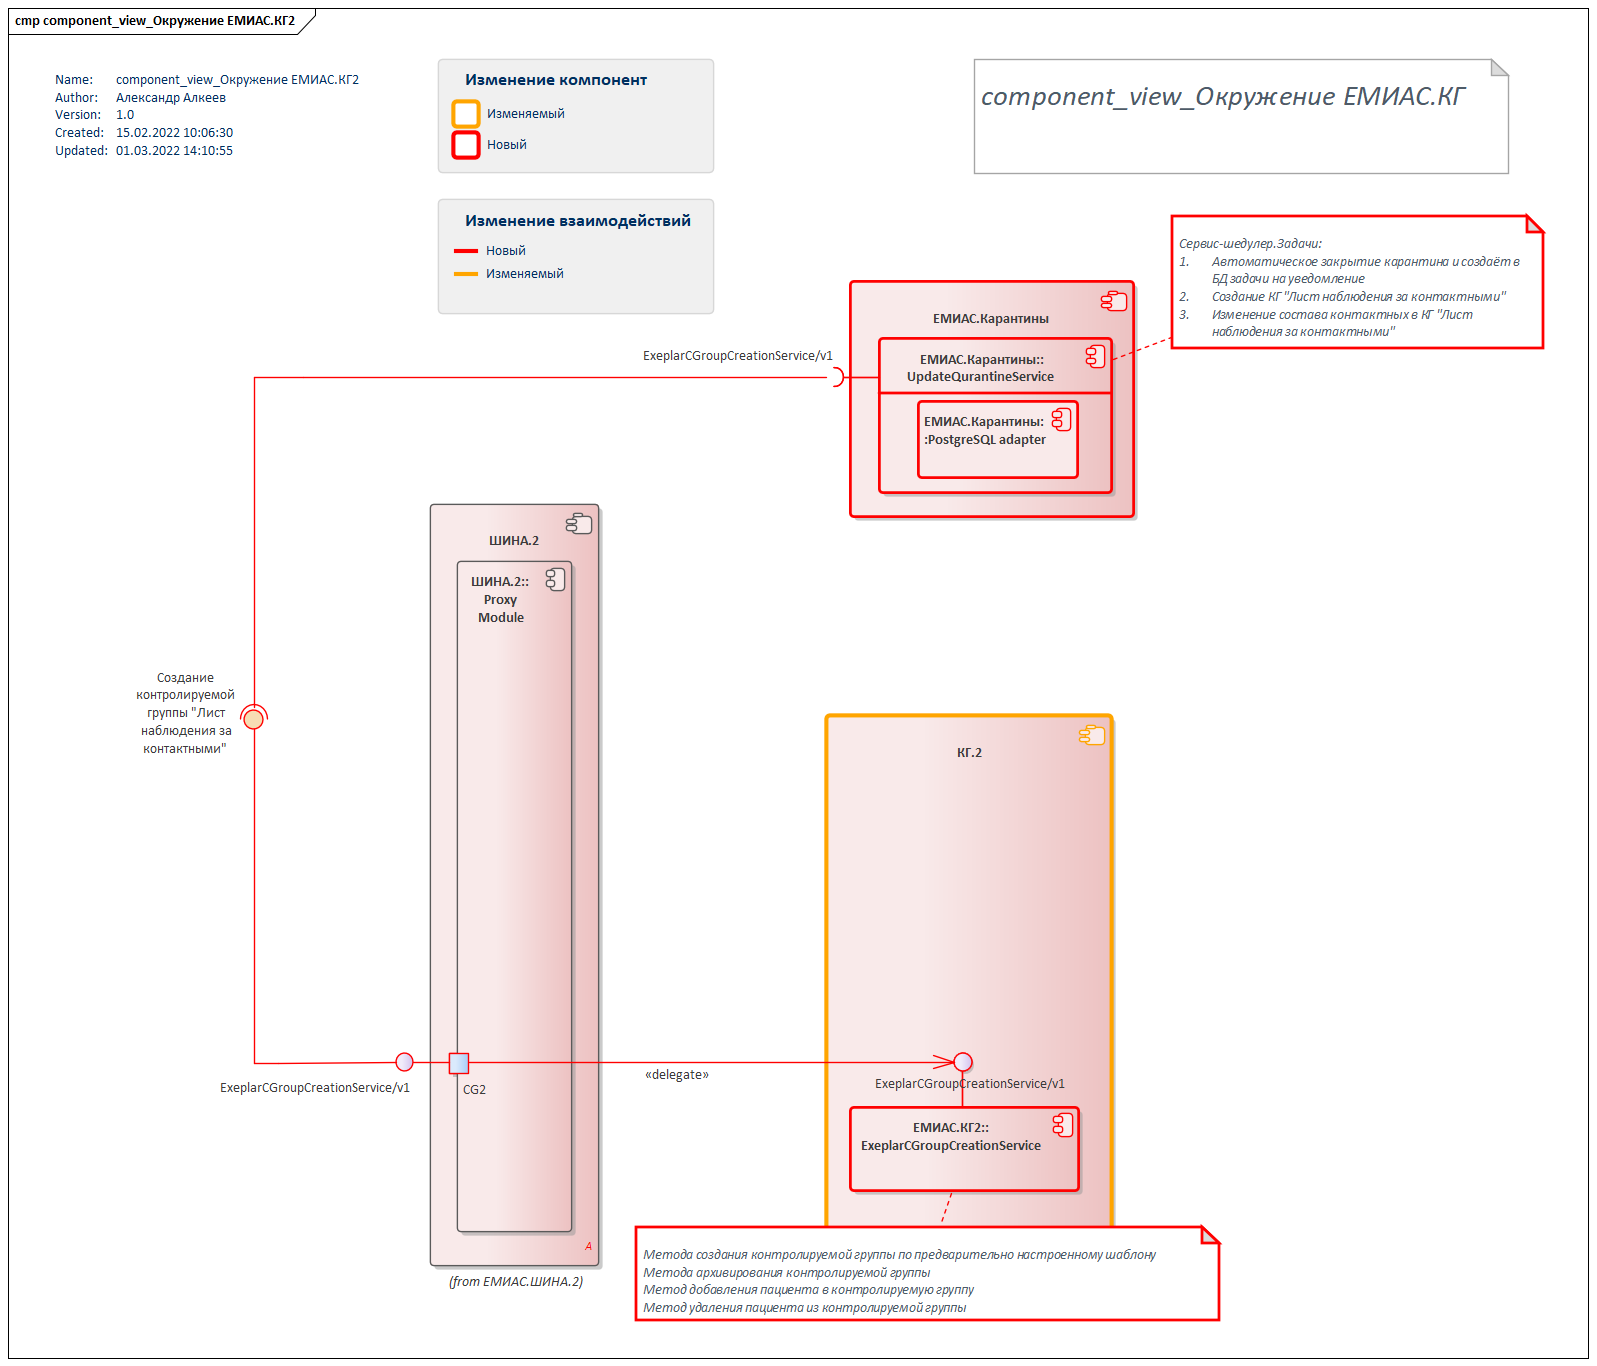 cmp component_view_Окружение ЕМИАС.КГ2
Name: component_view_Окружение ЕМИАС.КГ2
Author: Александр Алкеев
Version: 1.0
Created: 15.02.2022 10:06:30
Updated: 01.03.2022 14:10:55
Изменение компонент
Изменяемый
Новый
Изменение взаимодействий
Новый
Изменяемый
component_view_Окружение ЕМИАС.КГ
Сервис-шедулер.Задачи:
1. Автоматическое закрытие карантина и создаёт в
БД задачи на уведомление
2. Создание КГ "Лист наблюдения за контактными"
3. Изменение состава контактных в КГ "Лист
наблюдения за контактными"
ЕМИАС.Карантины
ExeplarCGroupCreationService/v1
ЕМИАС.Карантины::
UpdateQurantineService
ЕМИАС.Карантины:
:PostgreSQL adapter
ШИНА.2
ШИНА.2::
Proxy
Module
Создание
контролируемой
группы "Лист
наблюдения за
контактными"
КГ.2
ExeplarCGroupCreationService/v1
CG2
«delegate»
ExeplarCGroupCreationService/v1
ЕМИАС.КГ2::
ExeplarCGroupCreationService
A
(from ЕМИАС.ШИНА.2)
Метода создания контролируемой группы по предварительно настроенному шаблону
Метода архивирования контролируемой группы
Метод добавления пациента в контролируемую группу
Метод удаления пациента из контролируемой группы